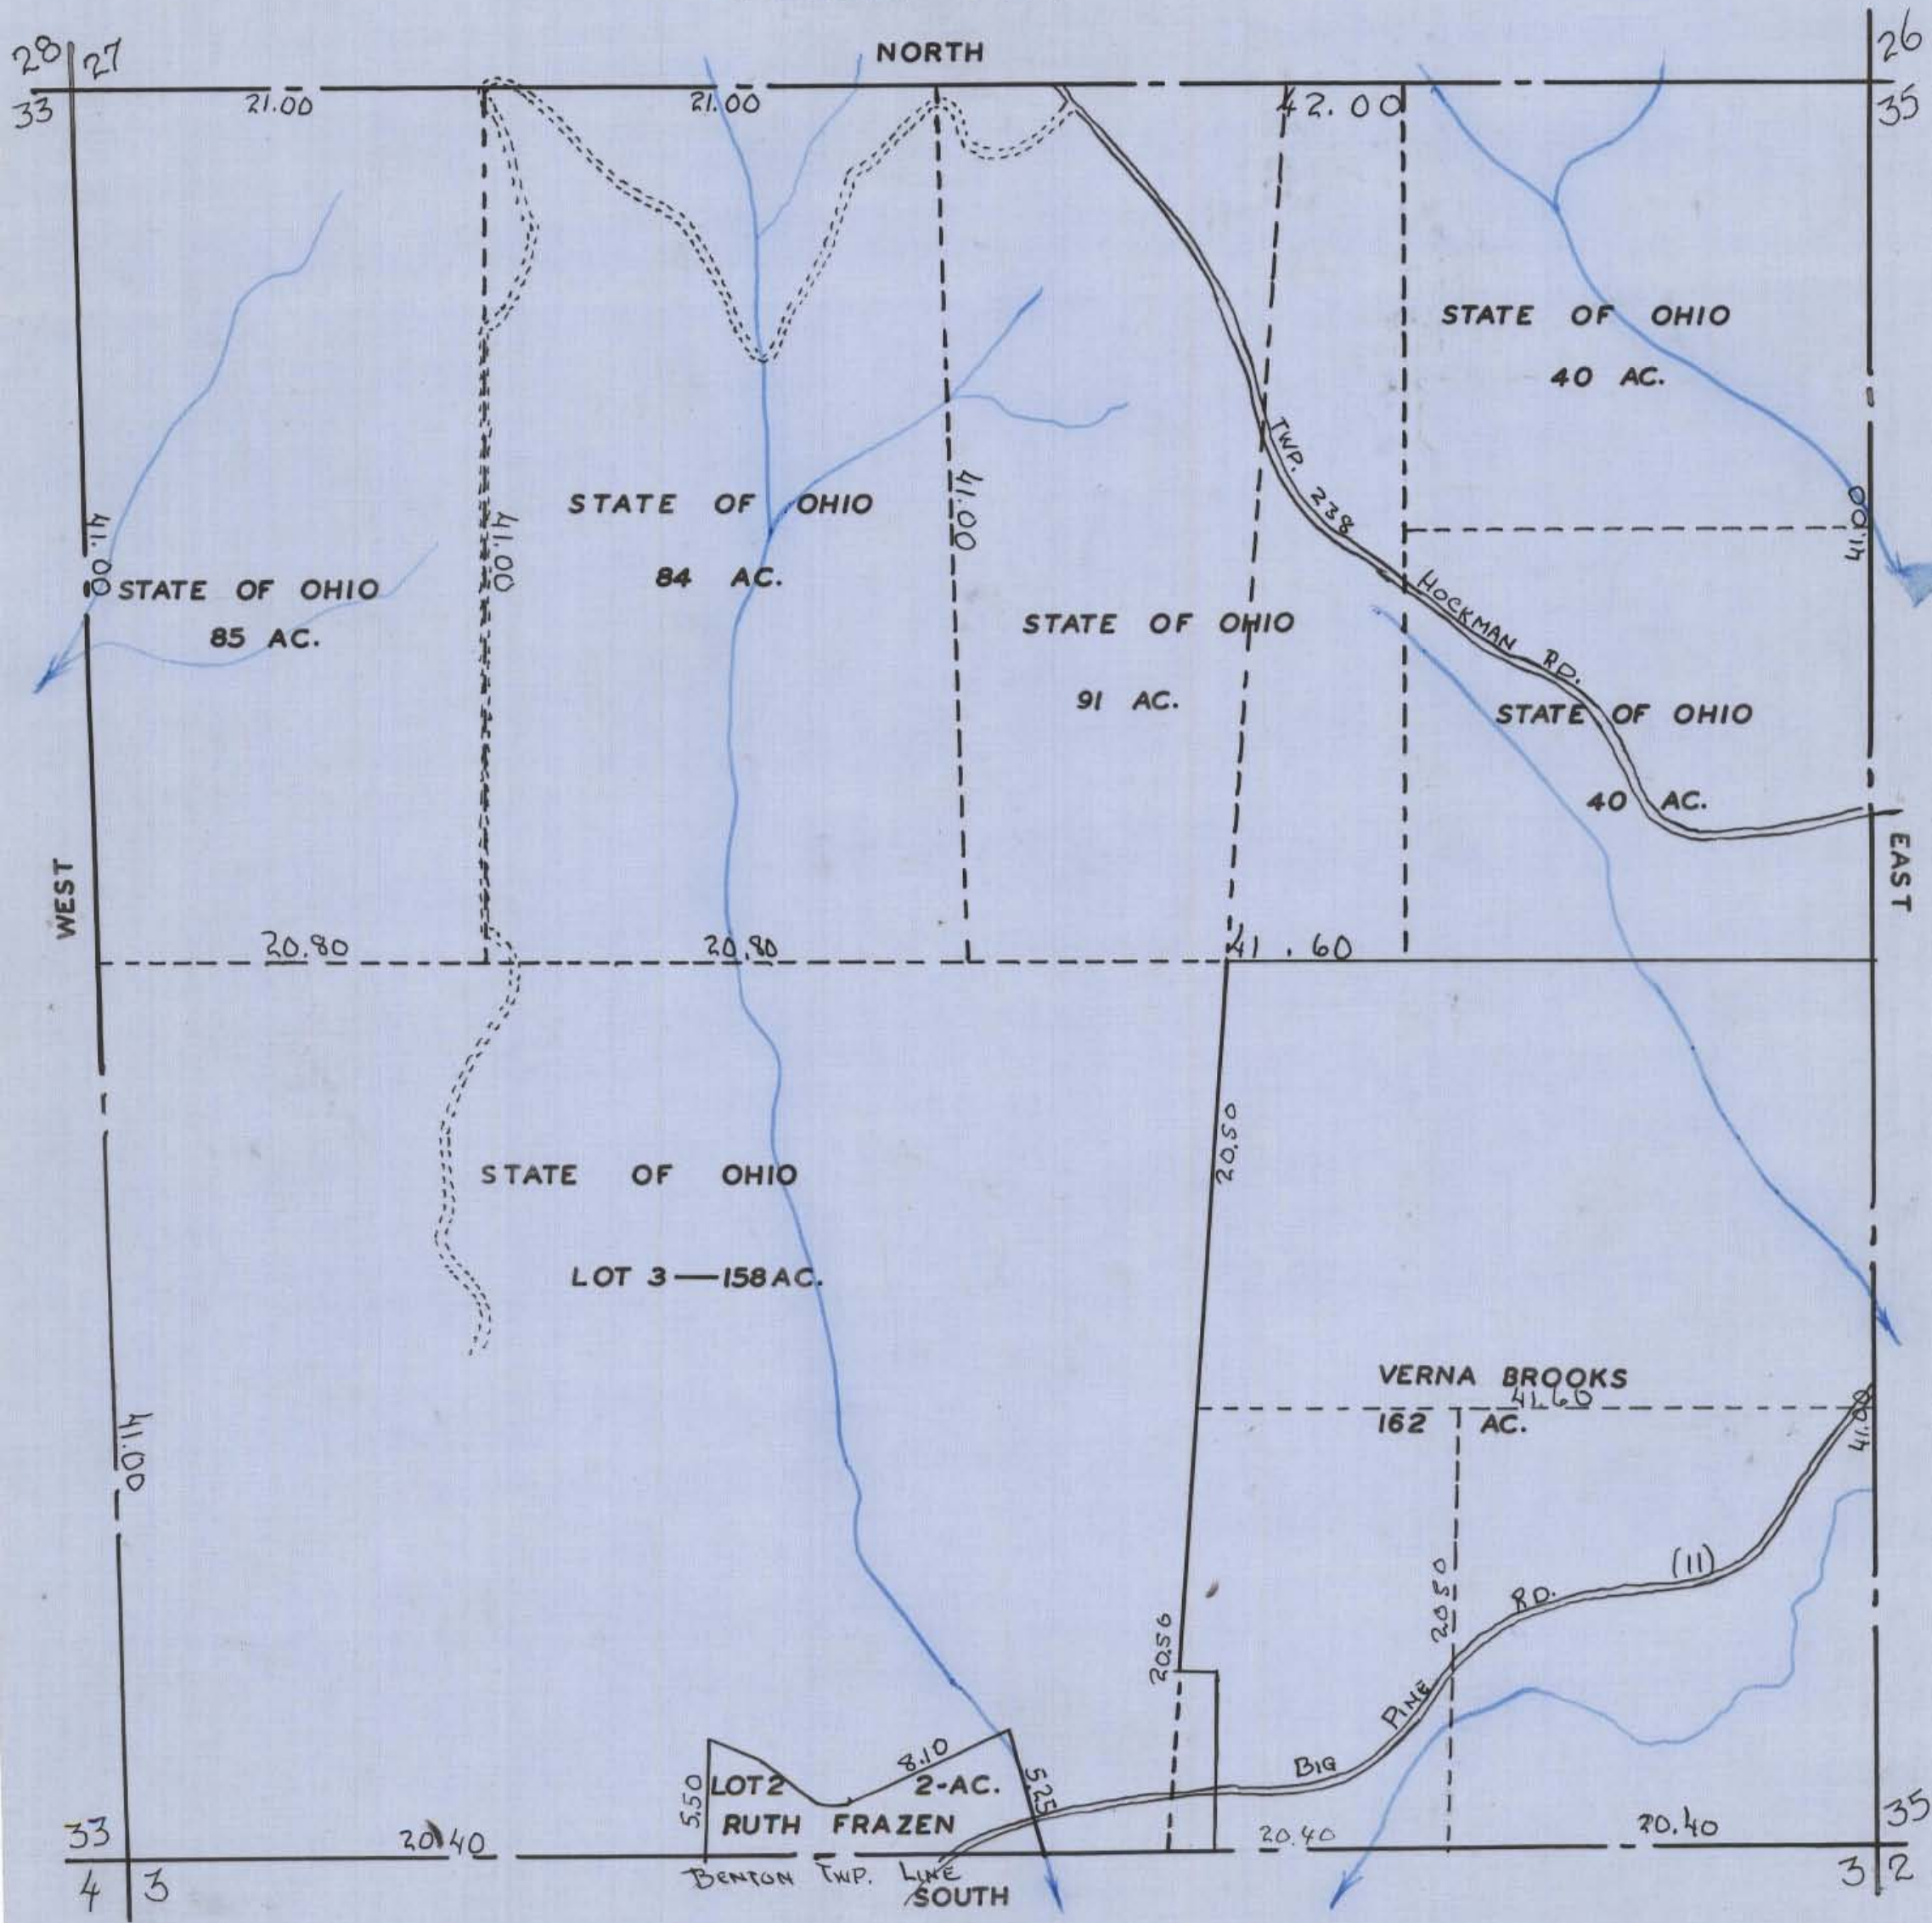 NORTH
28 27
26
33
35
21.00
21.00
42.00
STATE OF OHIO
40 AC.
TWP. 238
HOCKMAN RD.
41.00
STATE OF OHIO
85 AC.
41.00
STATE OF OHIO
84 AC.
41.00
STATE OF OHIO
91 AC.
41.00
STATE OF OHIO
40 AC.
WEST
EAST
20.80
20.80
41.60
20.50
STATE OF OHIO
LOT 3—158 AC.
VERNA BROOKS
41.60
162 AC.
41.00
41.00
20.50
20.50
BIG PINE RD. (11)
5.50
LOT 2
8.10
2-AC.
5.25
RUTH FRAZEN
33
20.40
20.40
20.40
35
4 3
BENTON TWP. LINE
SOUTH
3 2